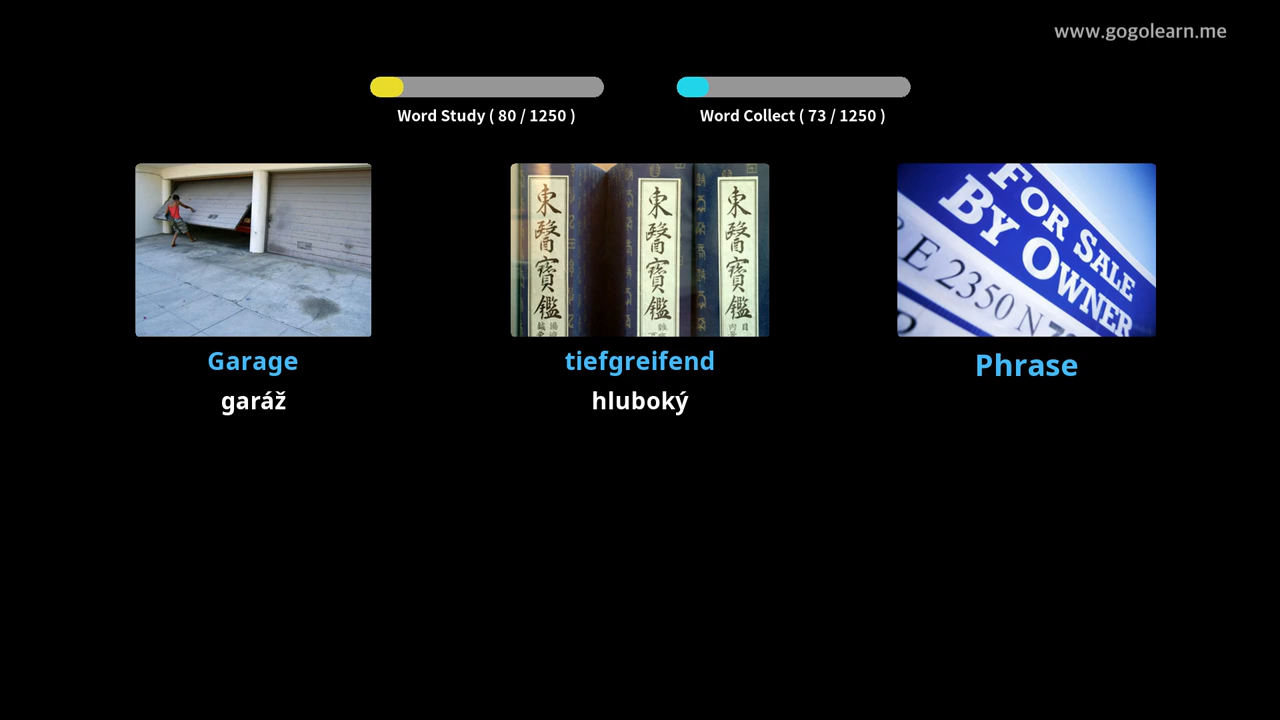 www.gogolearn.me
Word Study ( 80 / 1250 )
Word Collect ( 73 / 1250 )
東醫寶鑑
東醫寶鑑
東醫寶鑑
FOR SALE
BY OWNER
E 2350 N
Garage
garáž
tiefgreifend
hluboký
Phrase